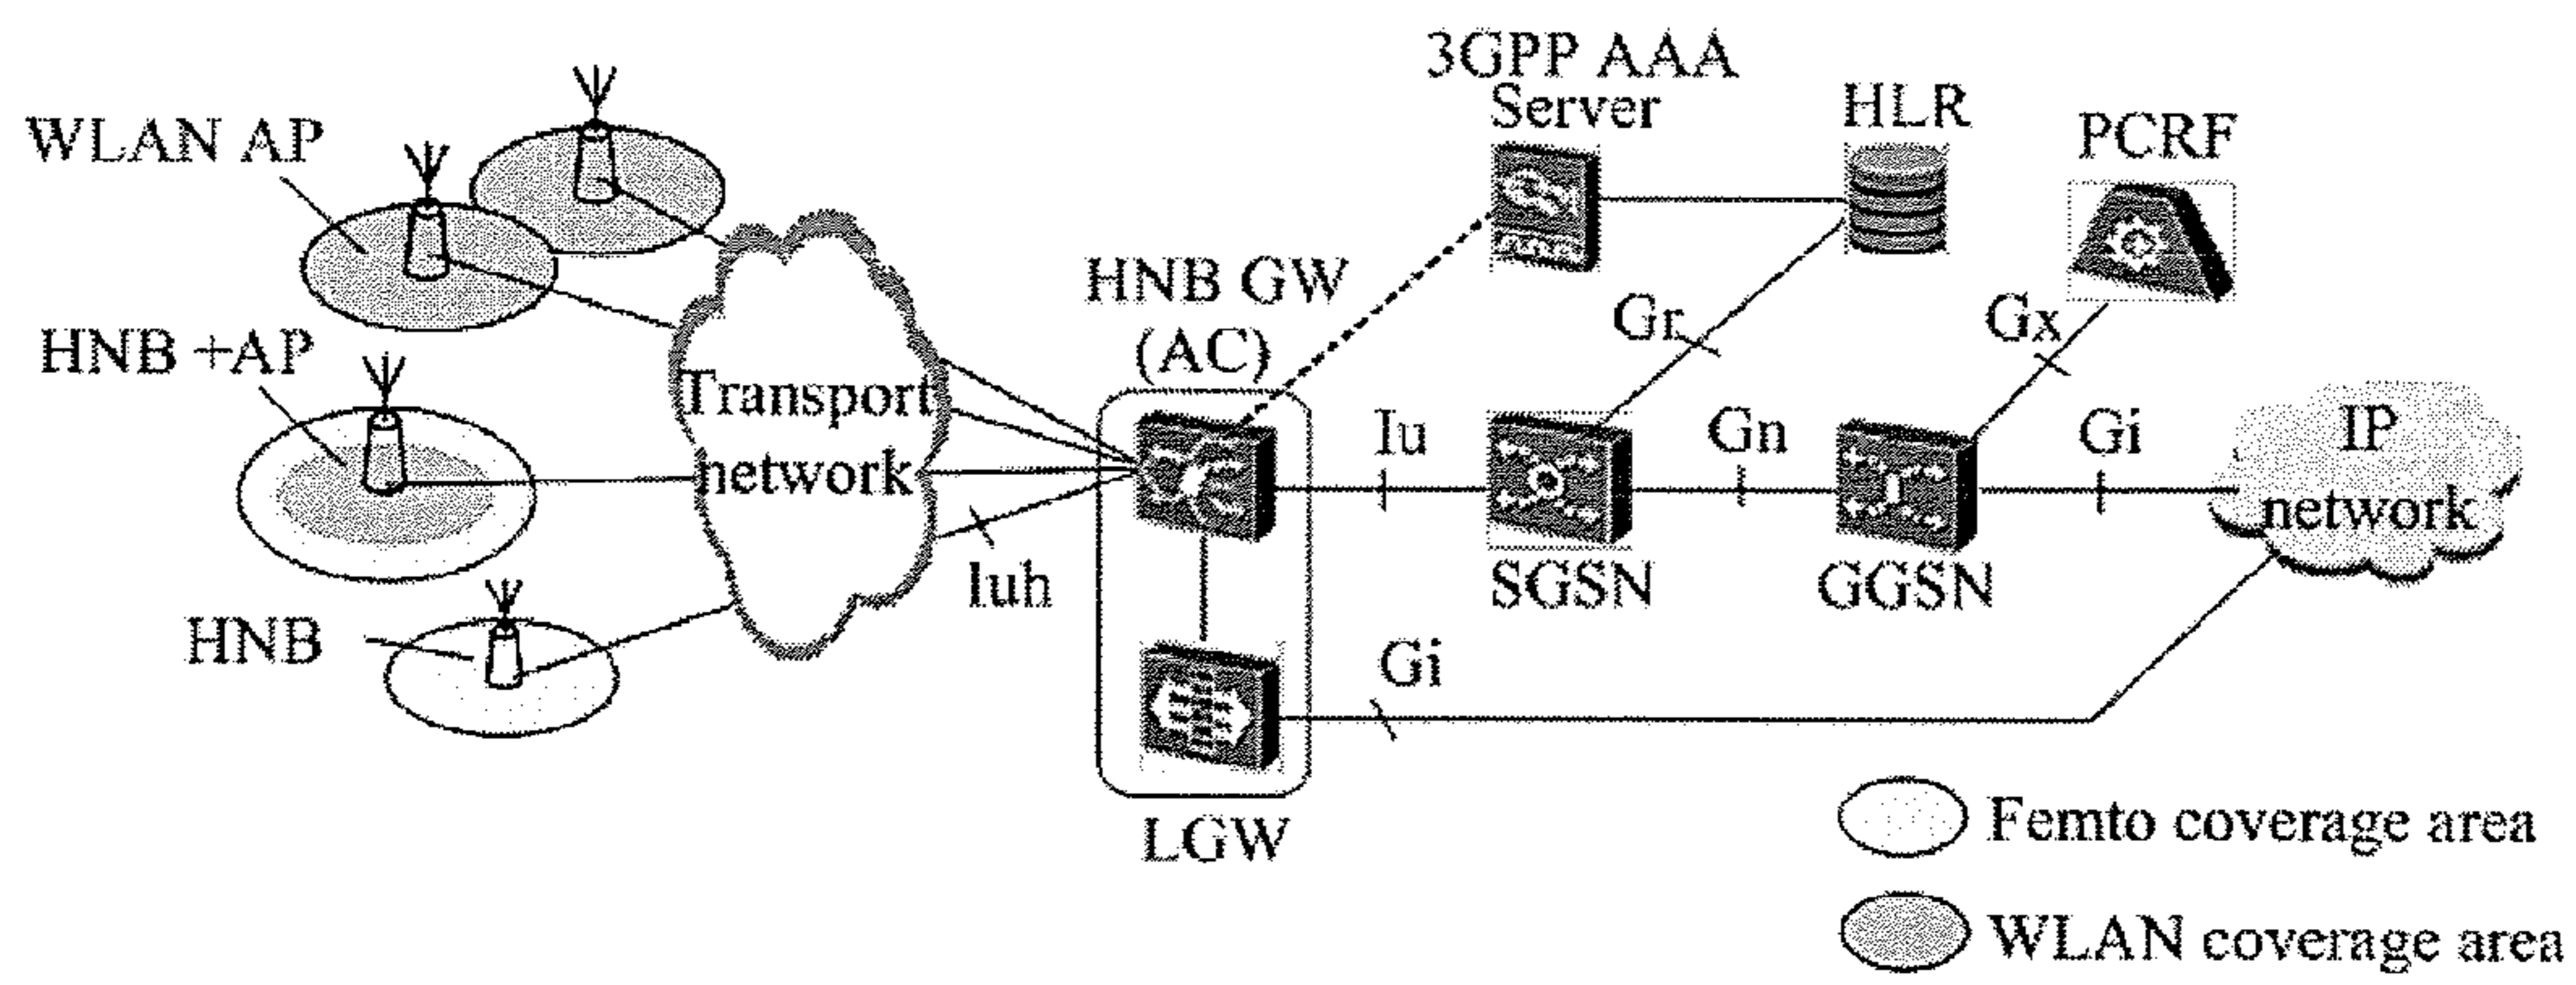 3GPP AAA
Server
HLR
PCRF
WLAN AP
HNB GW
(AC)
HNB +AP
Transport
network
Gr
Gx
Iu
Gn
Gi
IP
network
Iuh
SGSN
GGSN
HNB
Gi
LGW
Femto coverage area
WLAN coverage area